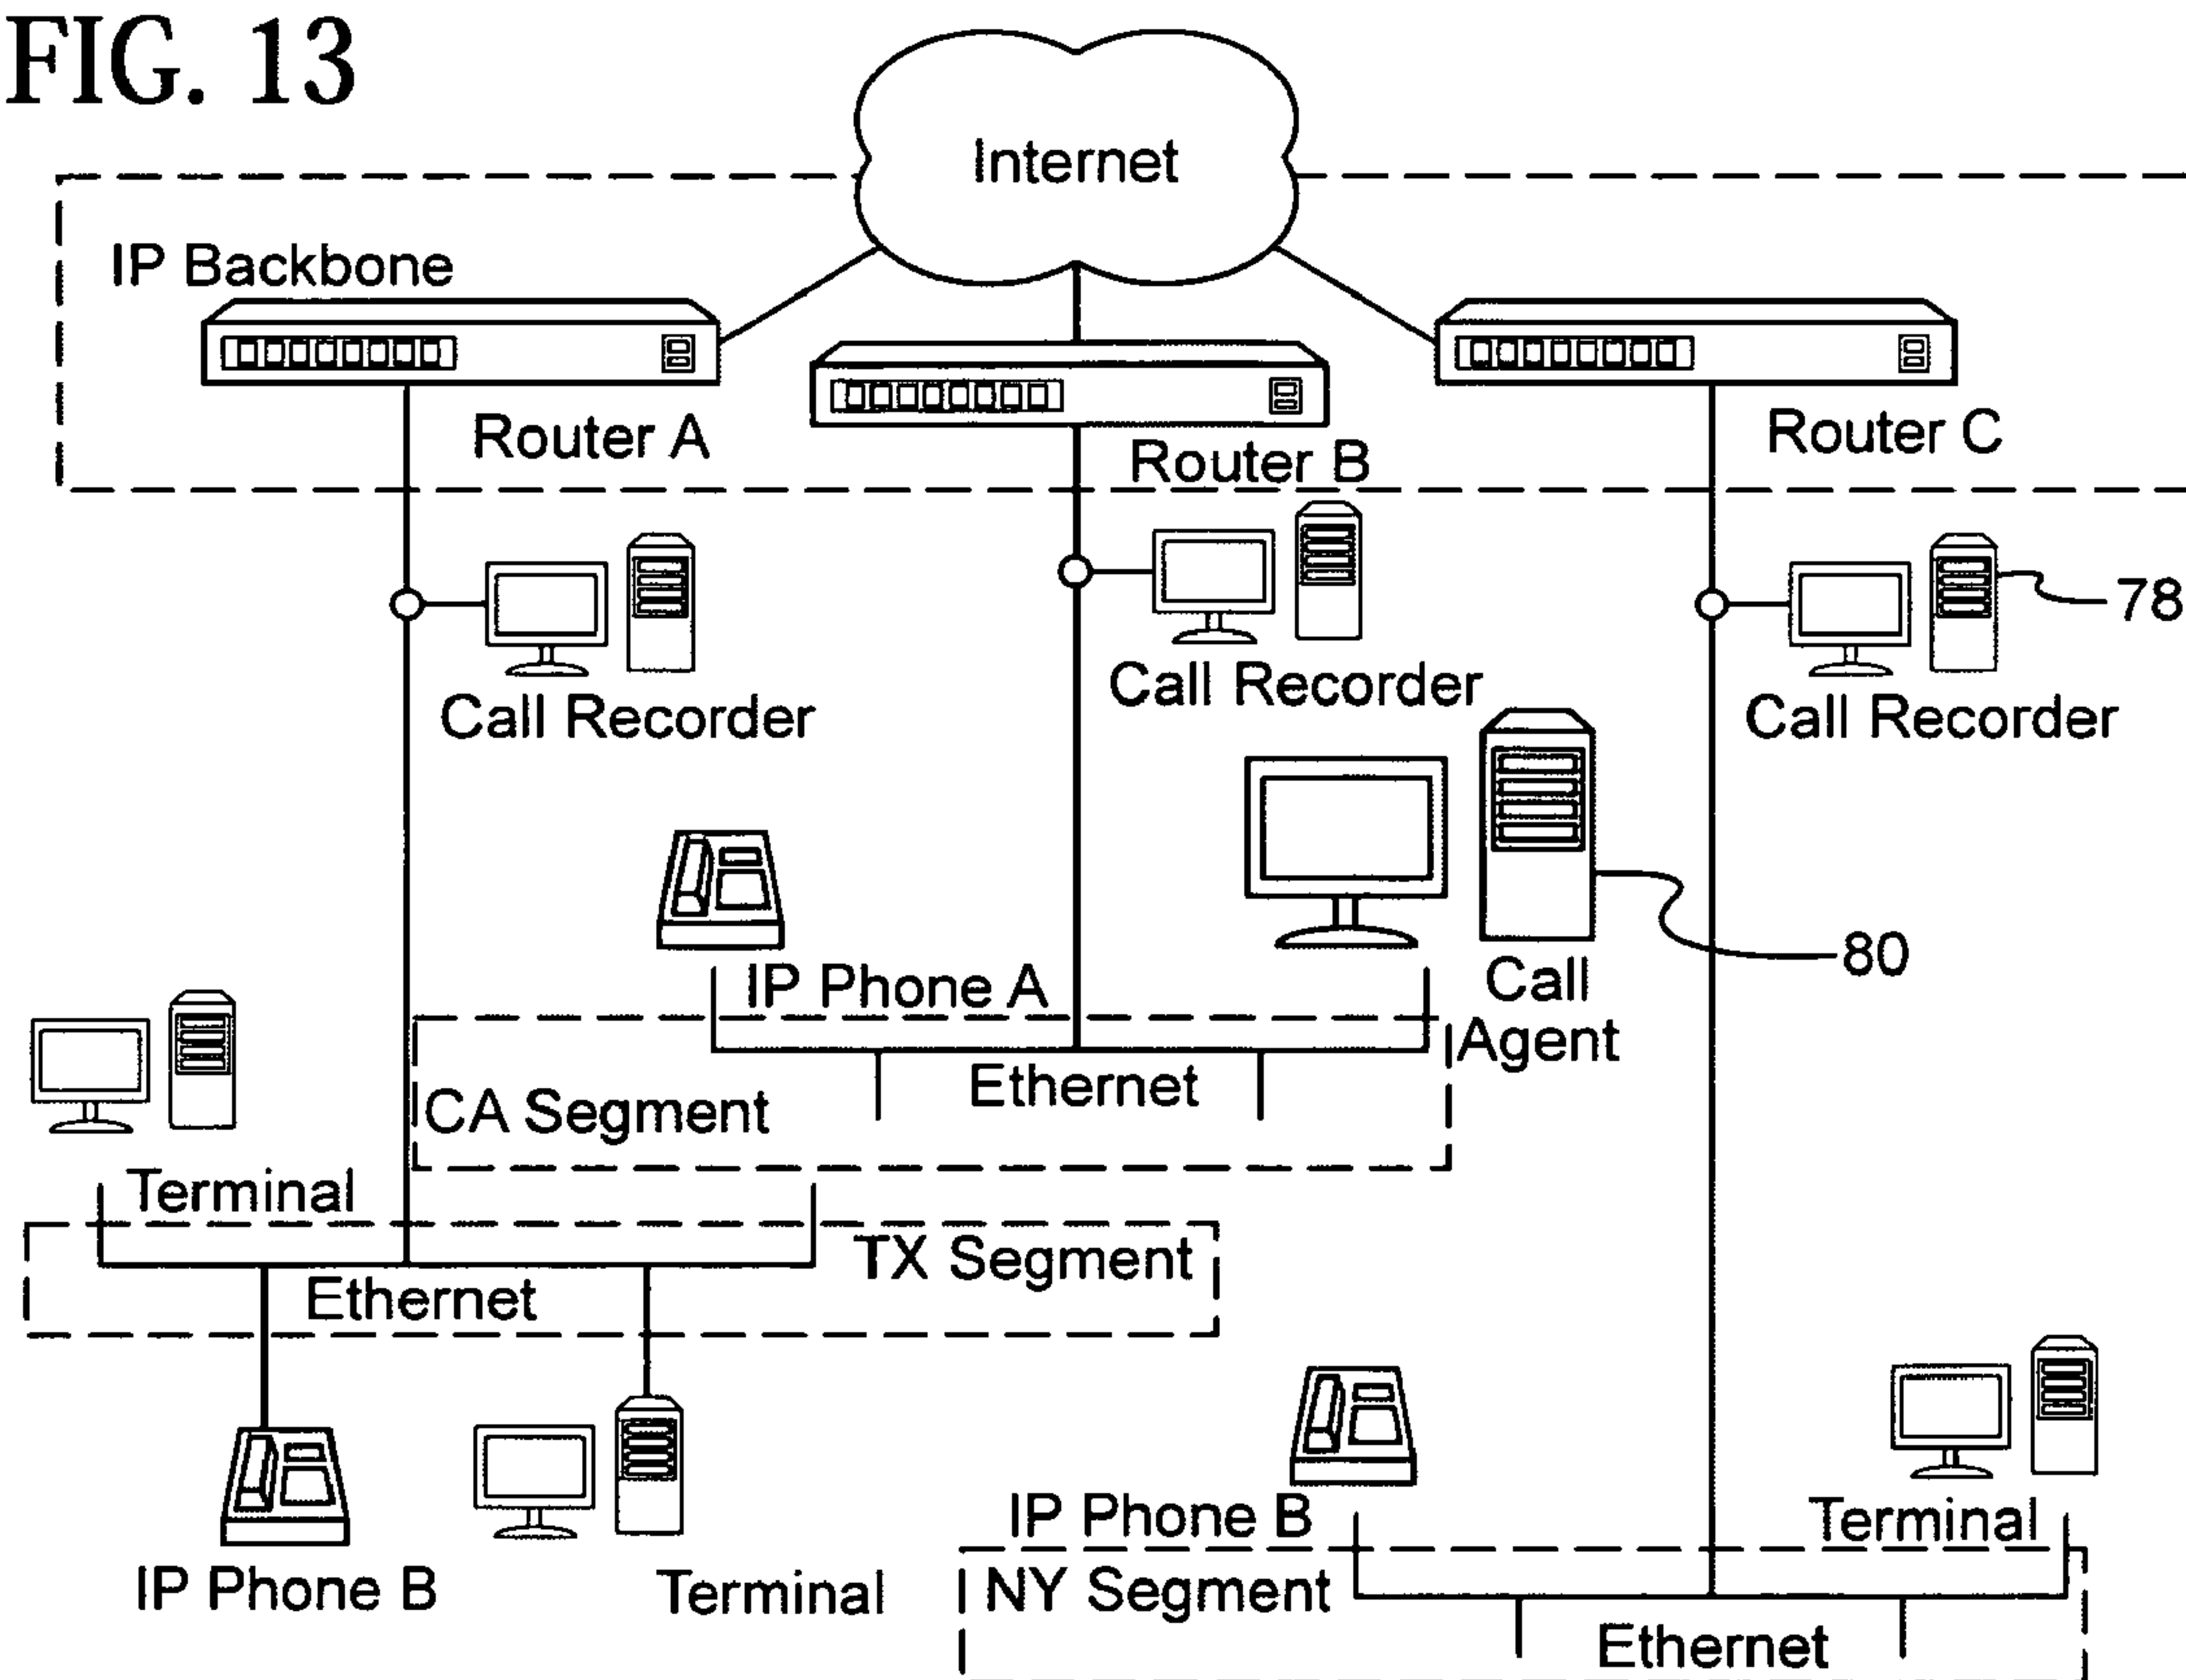 FIG. 13
Internet
IP Backbone
Router A
Router B
Router C
78
Call Recorder
Call Recorder
Call Recorder
80
IP Phone A
Call
Agent
Ethernet
CA Segment
Terminal
TX Segment
Ethernet
IP Phone B
Terminal
IP Phone B
Terminal
NY Segment
Ethernet